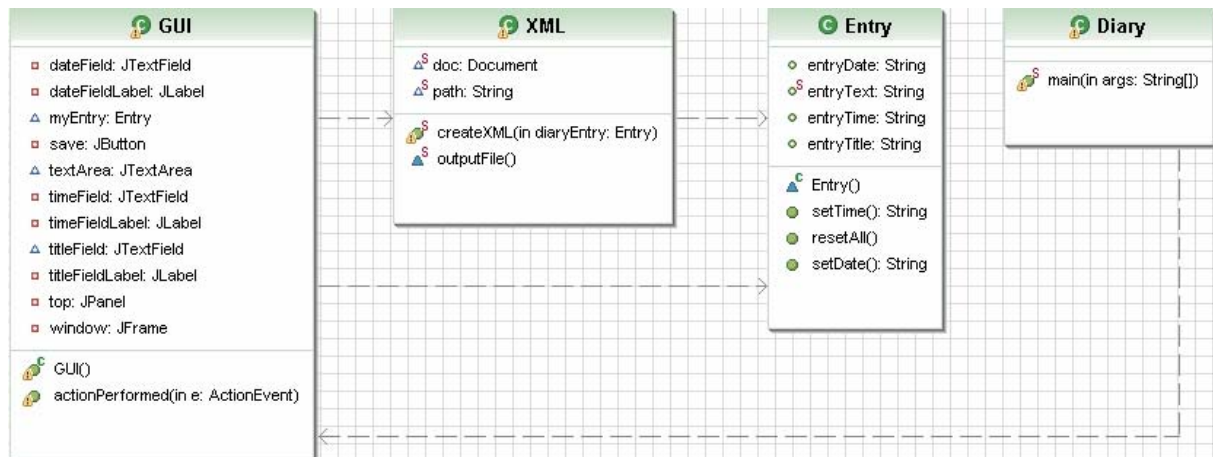 GUI
dateField: JTextField
dateFieldLabel: JLabel
myEntry: Entry
save: JButton
textArea: JTextArea
timeField: JTextField
timeFieldLabel: JLabel
titleField: JTextField
titleFieldLabel: JLabel
top: JPanel
window: JFrame
GUI()
actionPerformed(in e: ActionEvent)
XML
doc: Document
path: String
createXML(in diaryEntry: Entry)
outputFile()
Entry
entryDate: String
entryText: String
entryTime: String
entryTitle: String
Entry()
setTime(): String
resetAll()
setDate(): String
Diary
main(in args: String[])